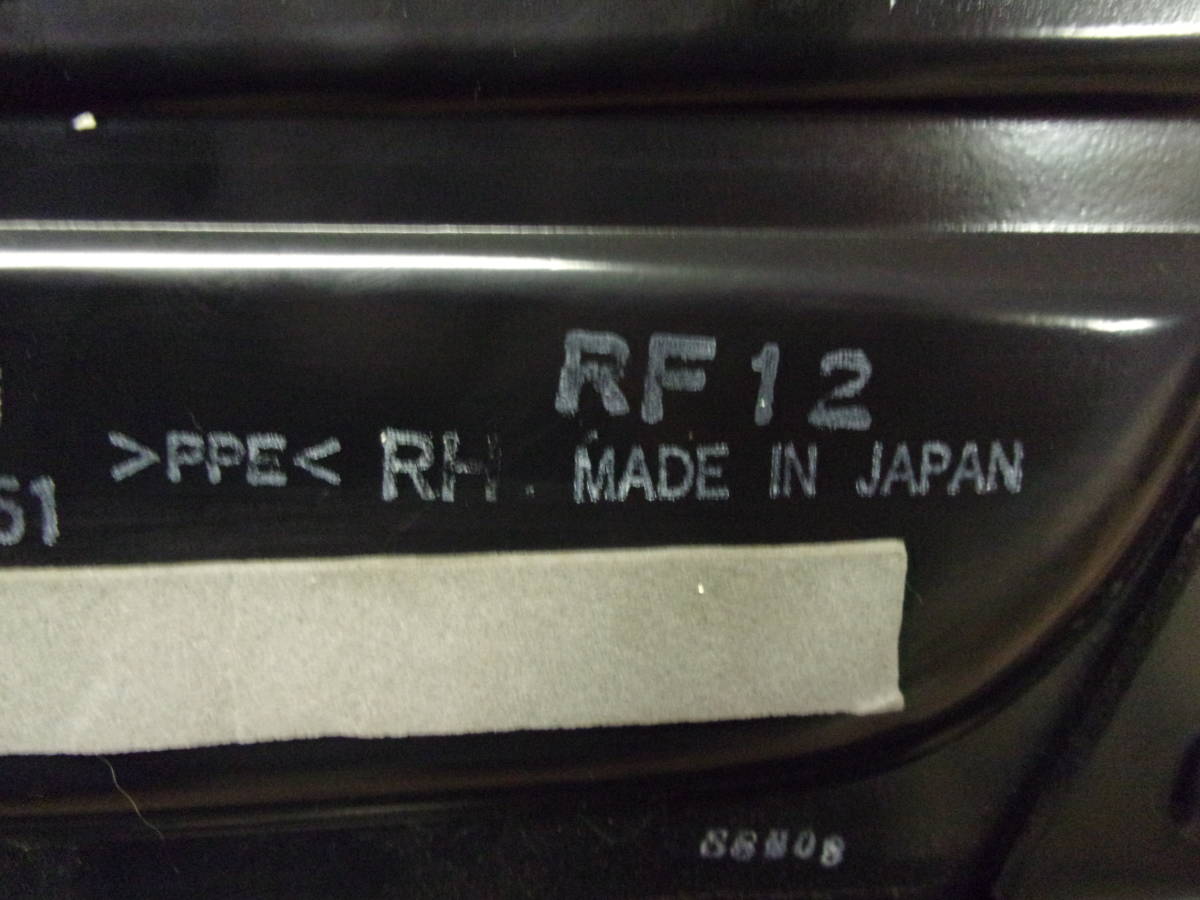 RF12
>PPE< RH. MADE IN JAPAN
51